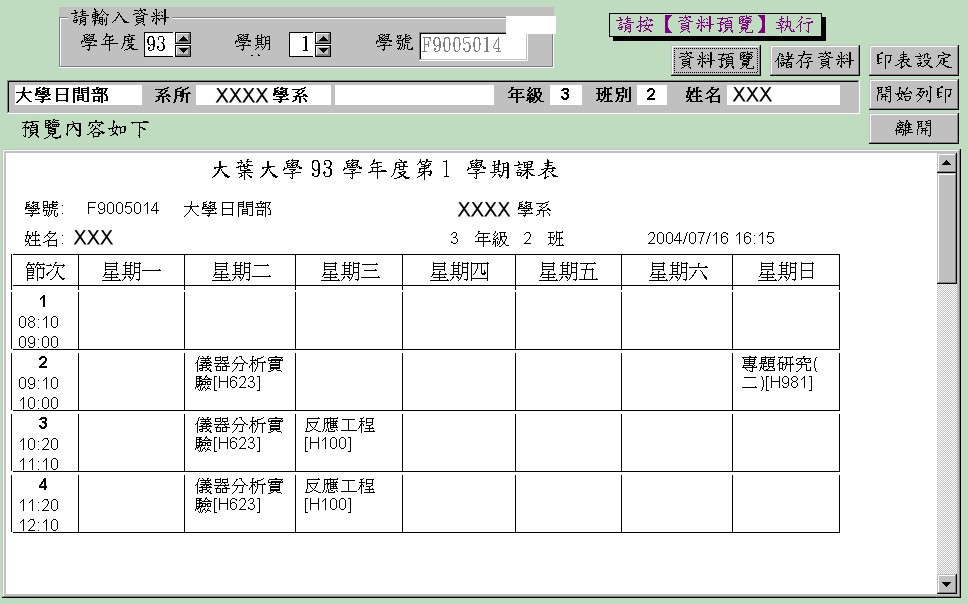 請輸入資料
學年度 93 學期 1 學號 F9005014
請按【資料預覽】執行
資料預覽 儲存資料 印表設定
大學日間部 系所 XXXX 學系 年級 3 班別 2 姓名 XXX
開始列印
預覽內容如下
離開
大葉大學 93 學年度第 1 學期課表
學號: F9005014 大學日間部 XXXX 學系
姓名: XXX 3 年級 2 班 2004/07/16 16:15
節次 星期一 星期二 星期三 星期四 星期五 星期六 星期日
1
08:10
09:00
2 儀器分析實 專題研究(
09:10 驗[H623] 二)[H981]
10:00
3 儀器分析實 反應工程
10:20 驗[H623] [H100]
11:10
4 儀器分析實 反應工程
11:20 驗[H623] [H100]
12:10